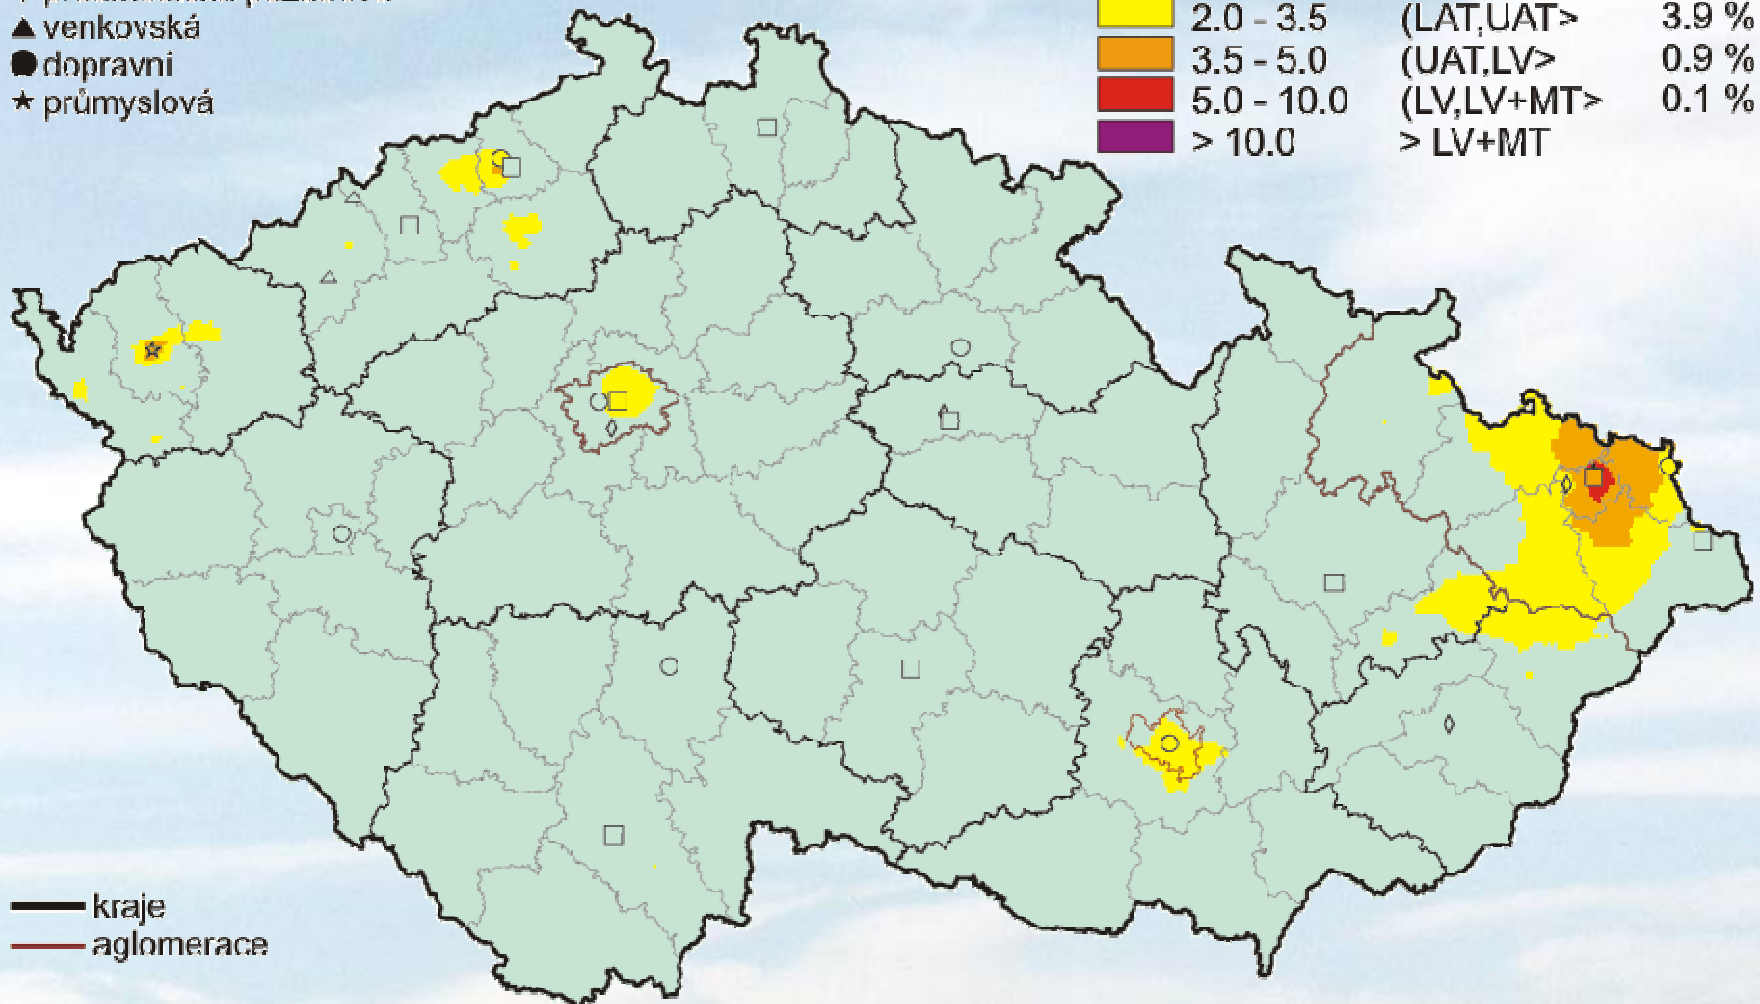 ▲ venkovská
● dopravní
★ průmyslová
2.0 - 3.5 (LAT,UAT> 3.9 %
3.5 - 5.0 (UAT,LV> 0.9 %
5.0 - 10.0 (LV,LV+MT> 0.1 %
> 10.0 > LV+MT
kraje
aglomerace